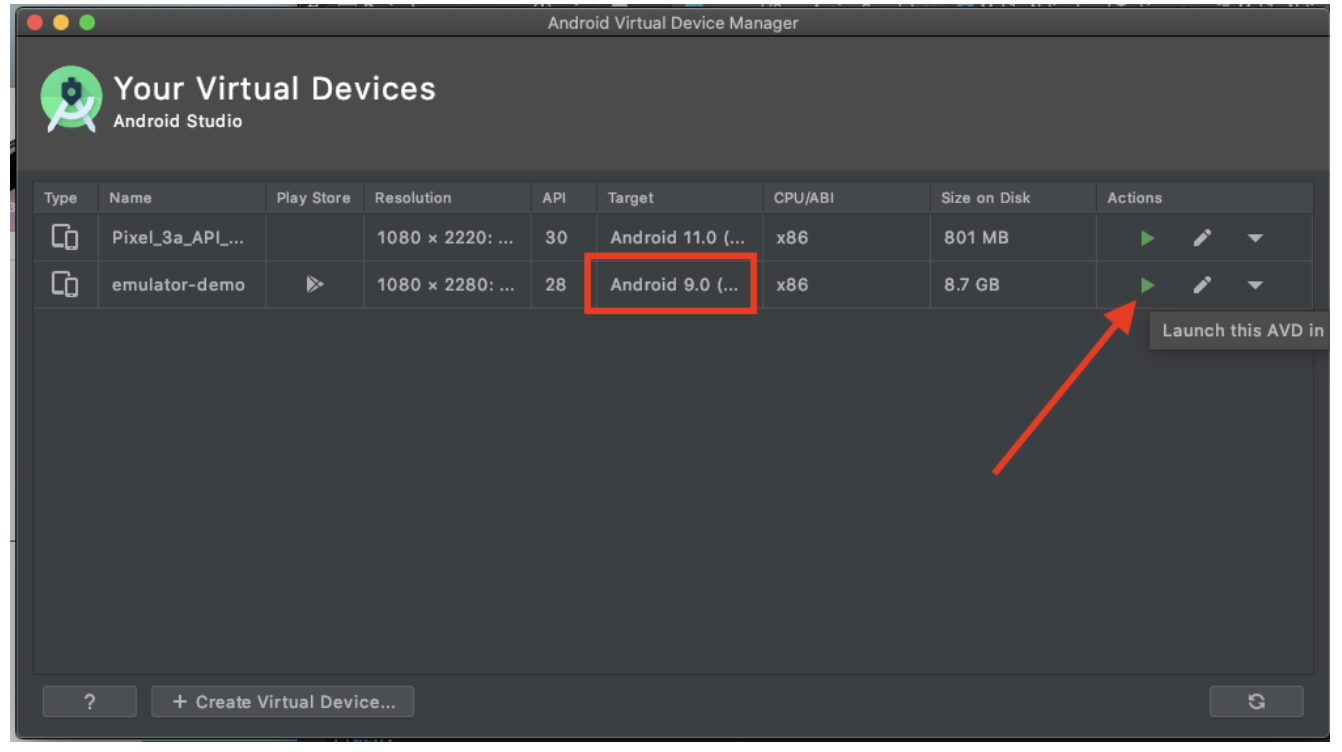 Android Virtual Device Manager
Your Virtual Devices
Android Studio
Type Name Play Store Resolution API Target CPU/ABI Size on Disk Actions
Pixel_3a_API_... 1080 × 2220: ... 30 Android 11.0 (... x86 801 MB
emulator-demo 1080 × 2280: ... 28 Android 9.0 (... x86 8.7 GB
Launch this AVD in
? + Create Virtual Device...